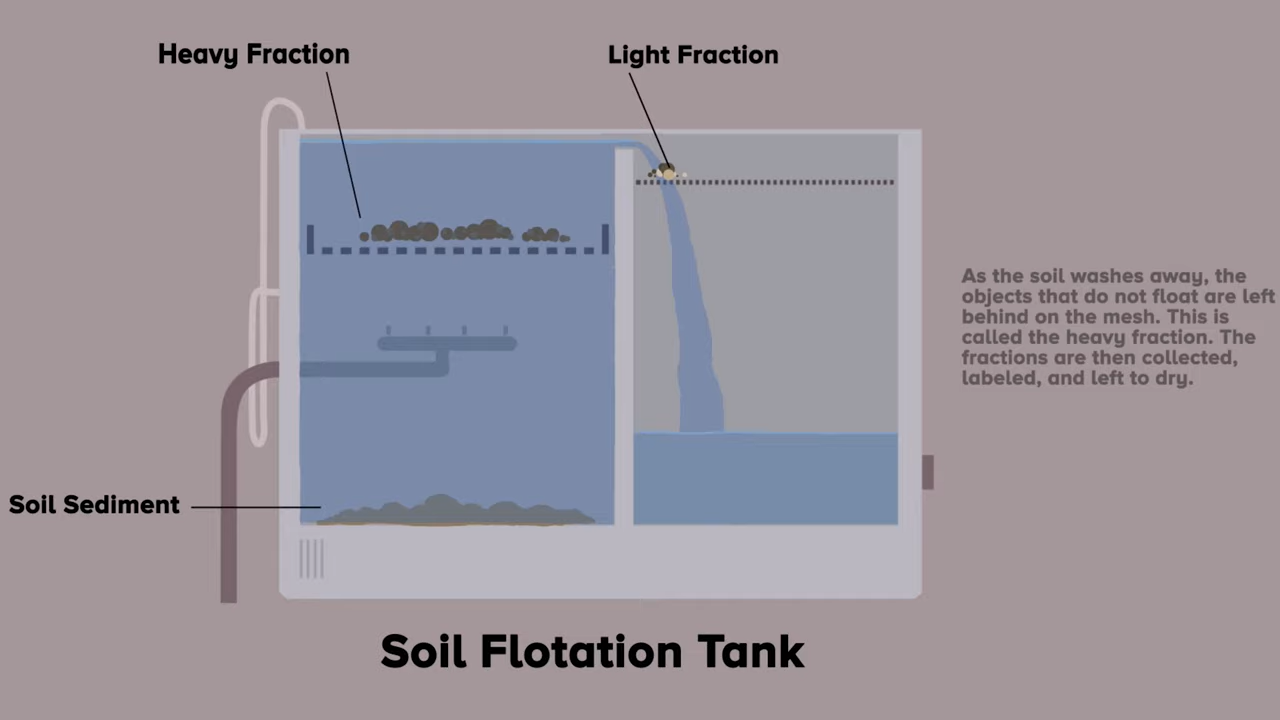 Heavy Fraction
Light Fraction
As the soil washes away, the
objects that do not float are left
behind on the mesh. This is
called the heavy fraction. The
fractions are then collected,
labeled, and left to dry.
Soil Sediment
Soil Flotation Tank